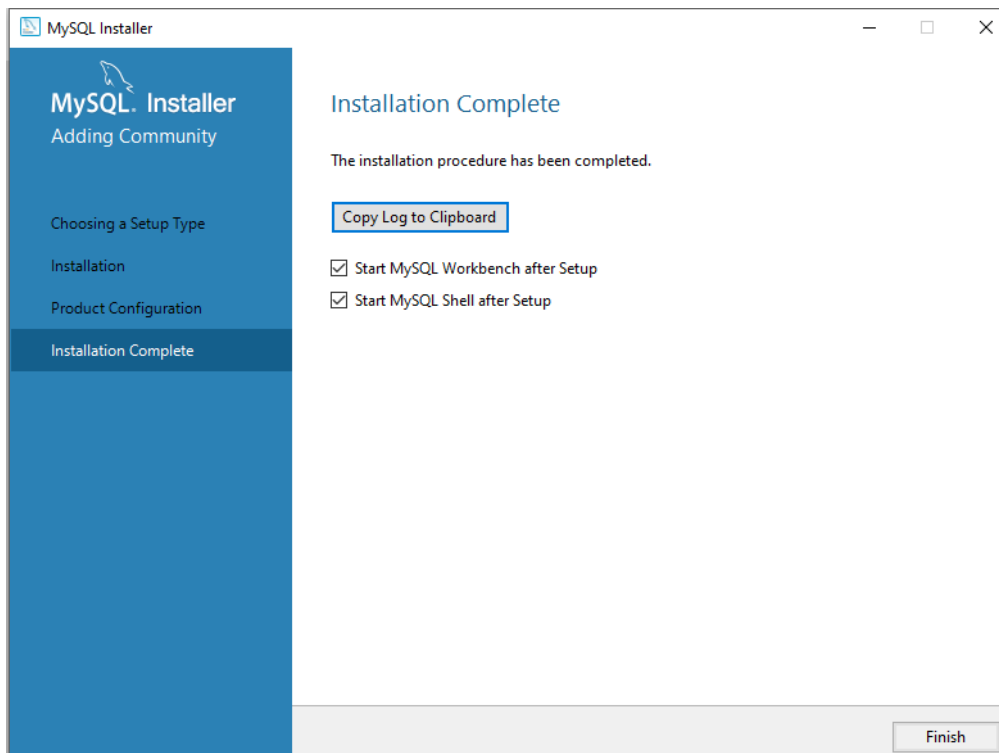 MySQL Installer
MySQL. Installer
Adding Community
Choosing a Setup Type
Installation
Product Configuration
Installation Complete
Installation Complete
The installation procedure has been completed.
Copy Log to Clipboard
Start MySQL Workbench after Setup
Start MySQL Shell after Setup
Finish